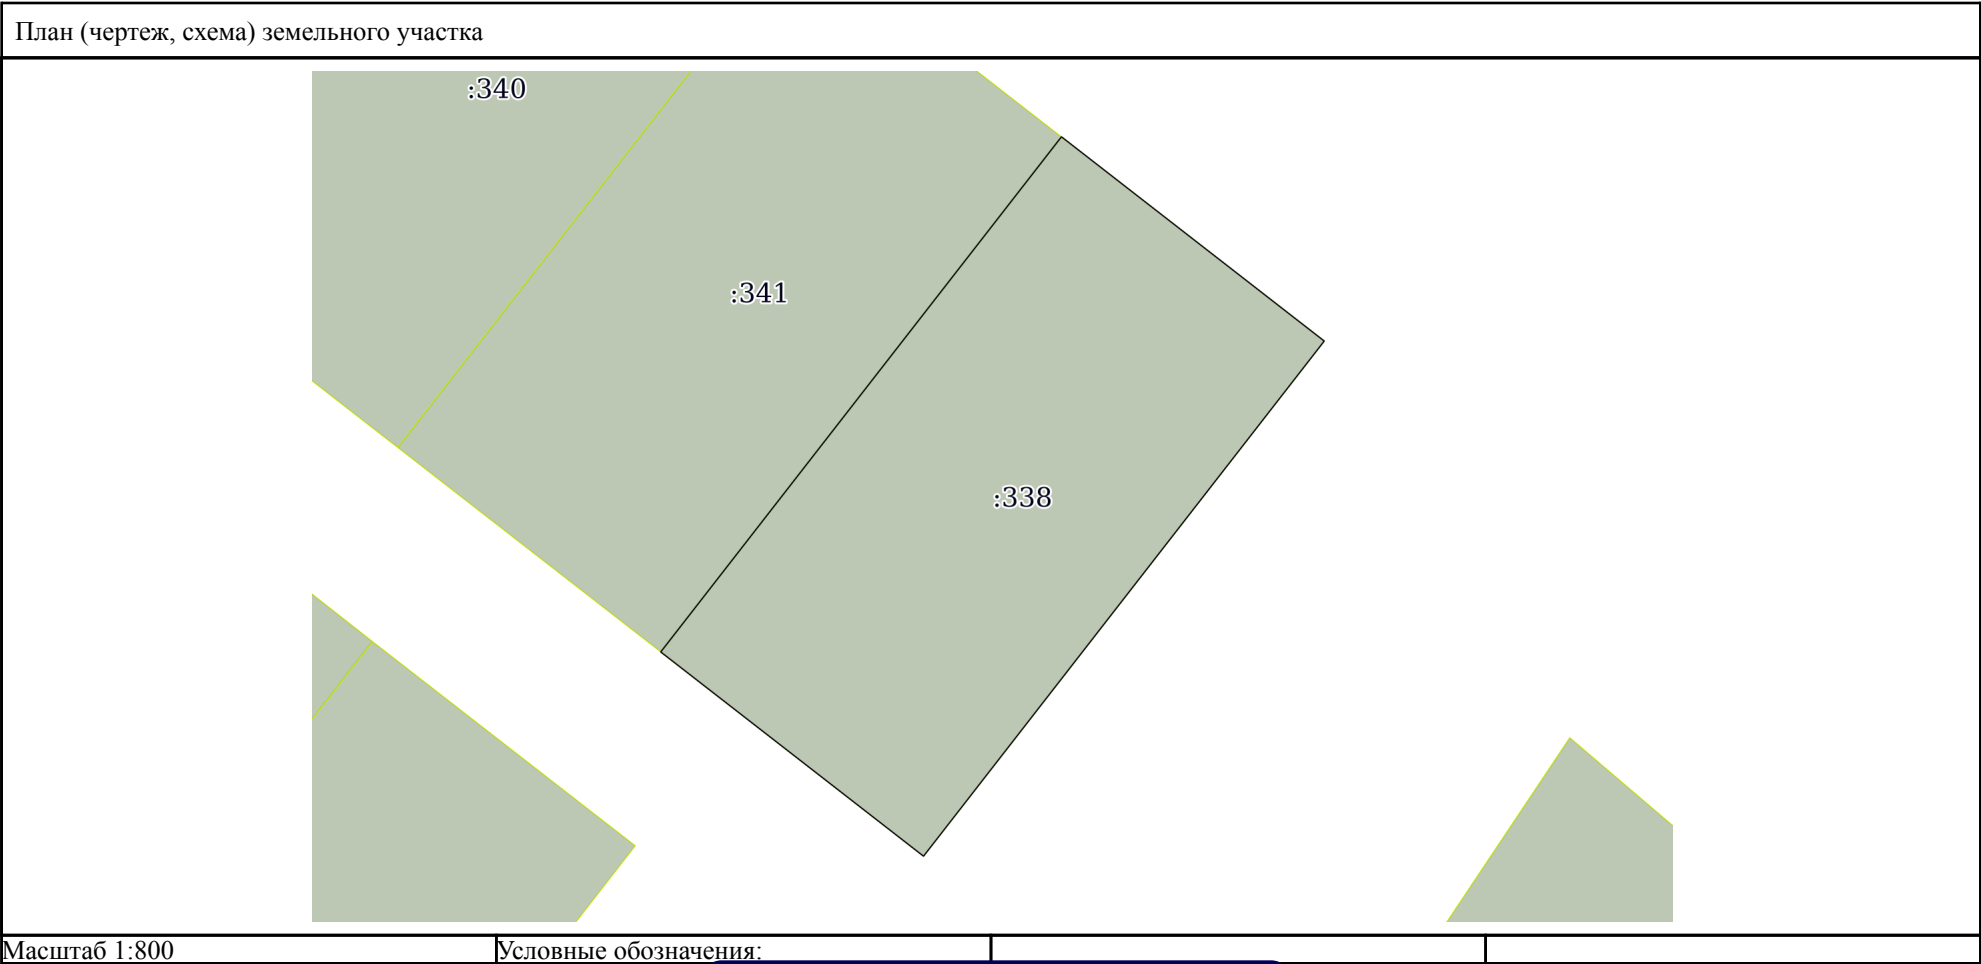 План (чертеж, схема) земельного участка
:340
:341
:338
Масштаб 1:800
Условные обозначения: